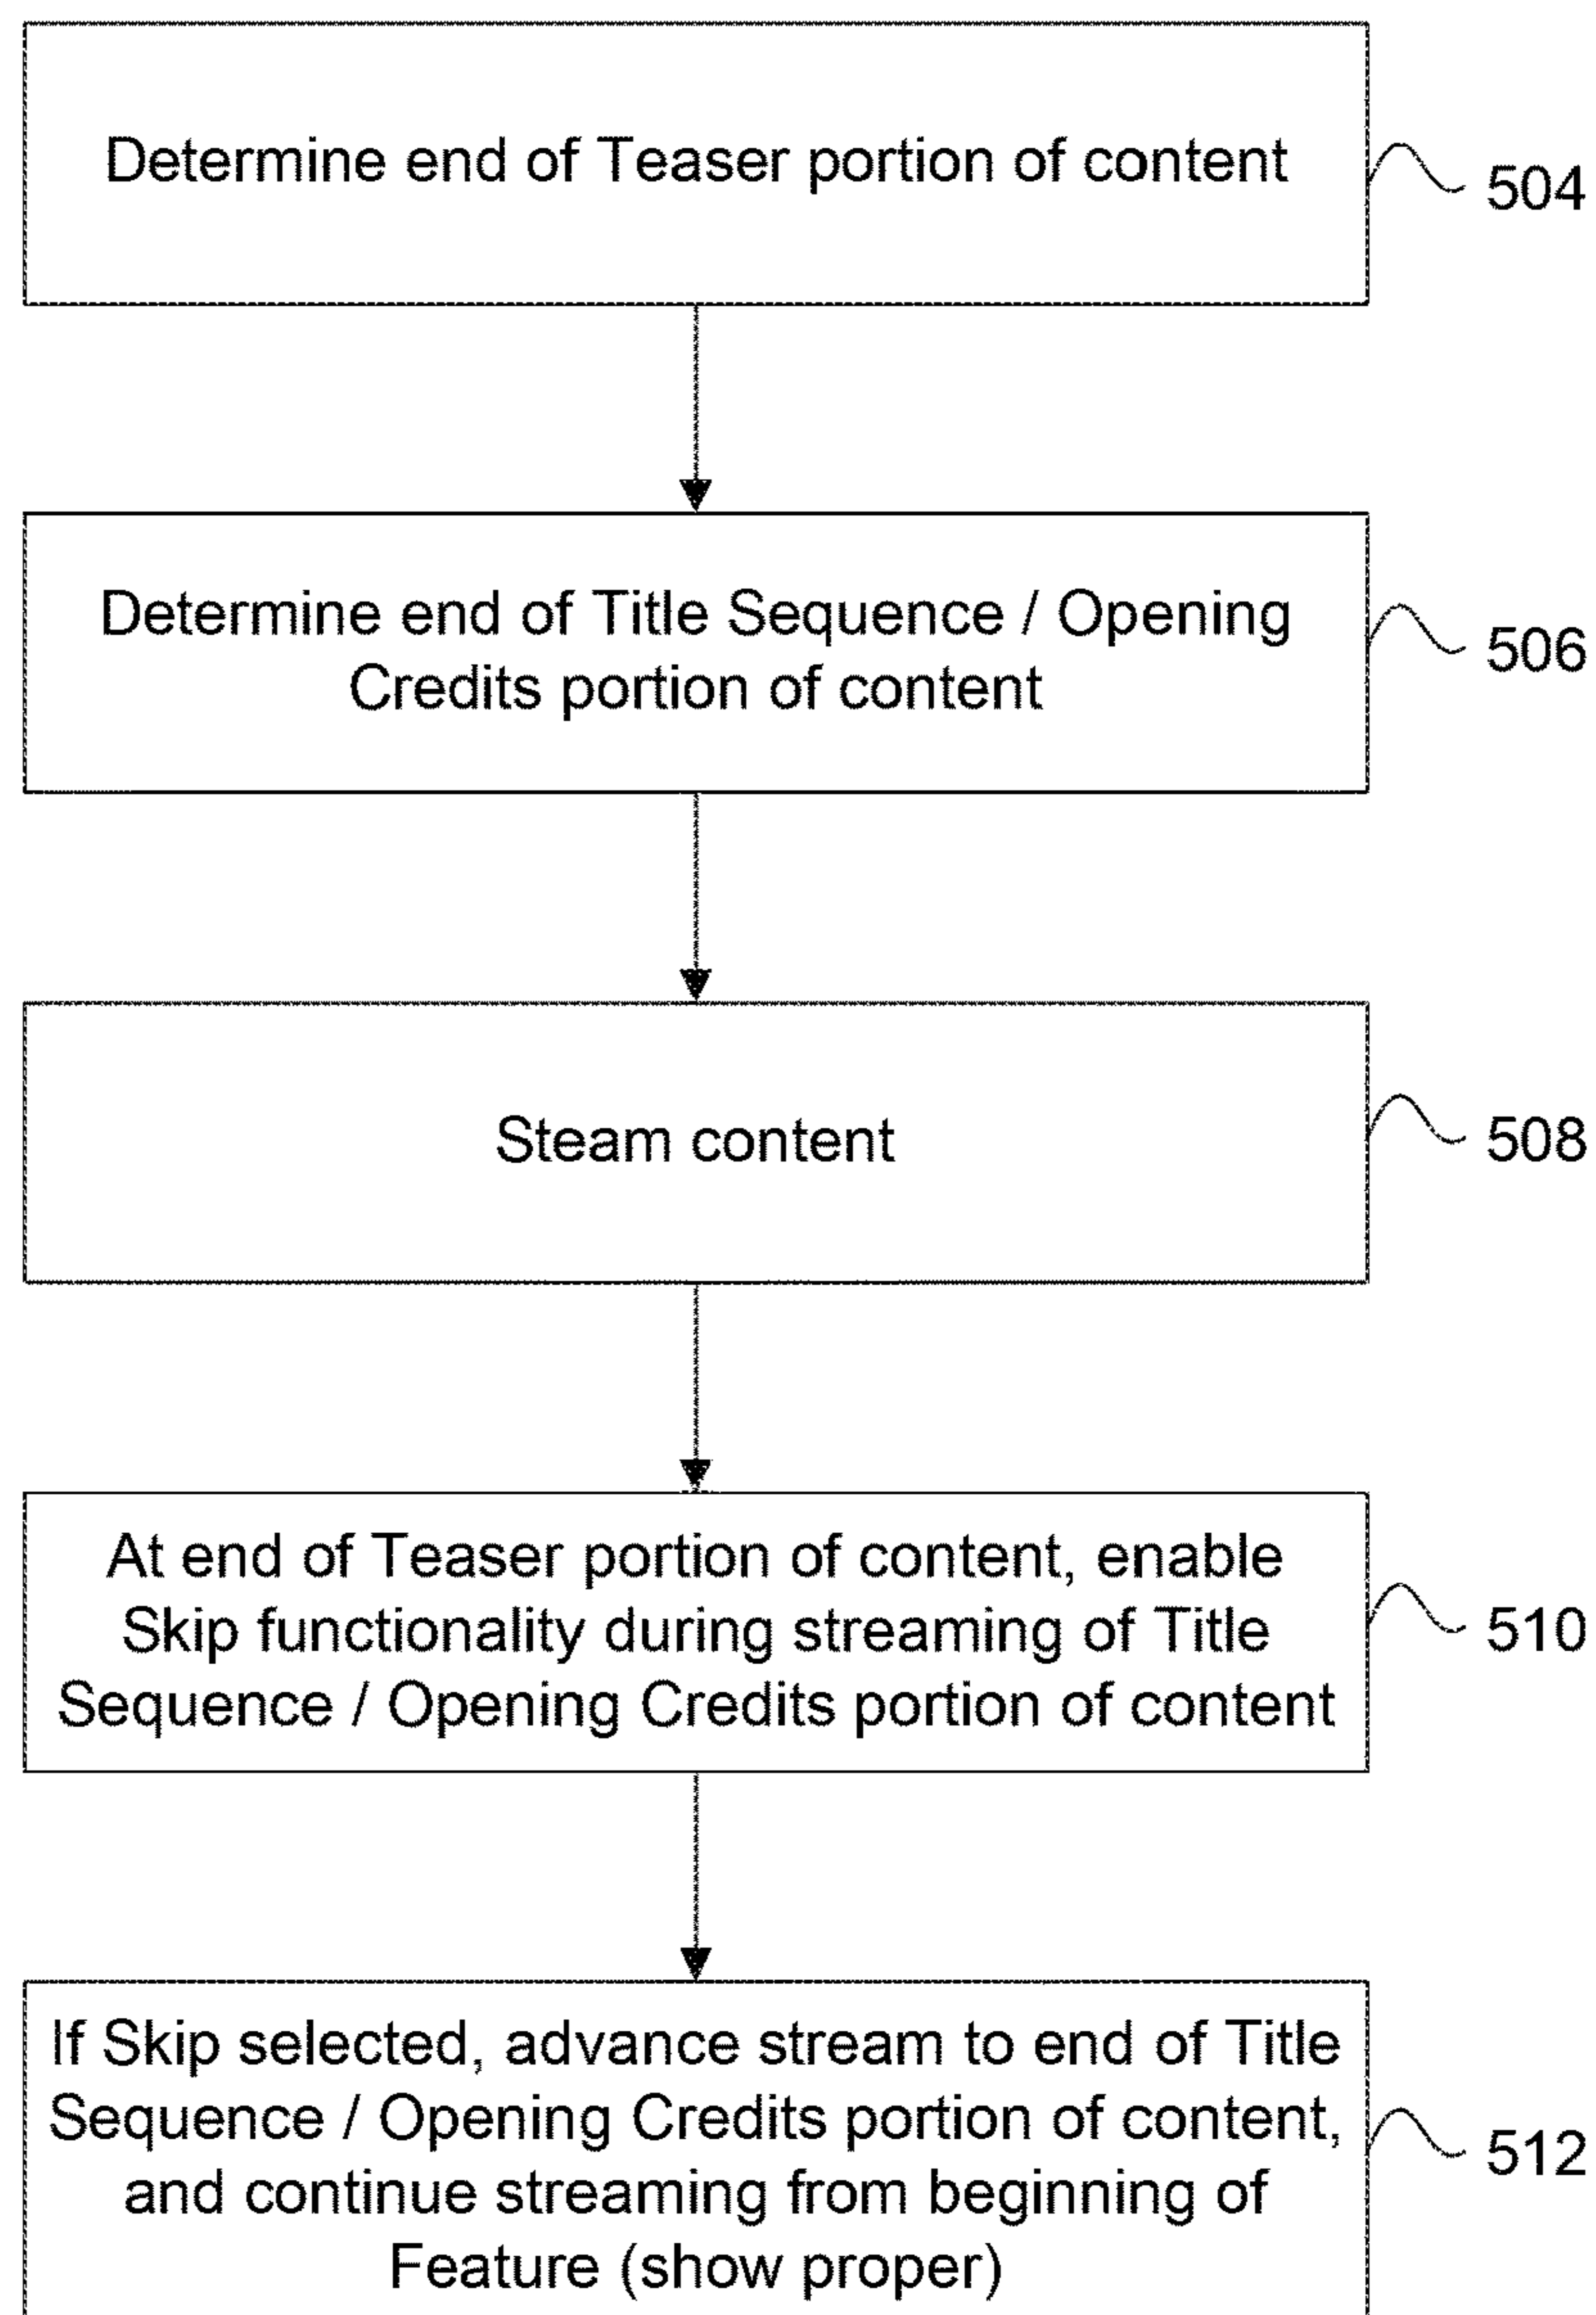 Determine end of Teaser portion of content
504
Determine end of Title Sequence / Opening
Credits portion of content
506
Steam content
508
At end of Teaser portion of content, enable
Skip functionality during streaming of Title
Sequence / Opening Credits portion of content
510
If Skip selected, advance stream to end of Title
Sequence / Opening Credits portion of content,
and continue streaming from beginning of
Feature (show proper)
512